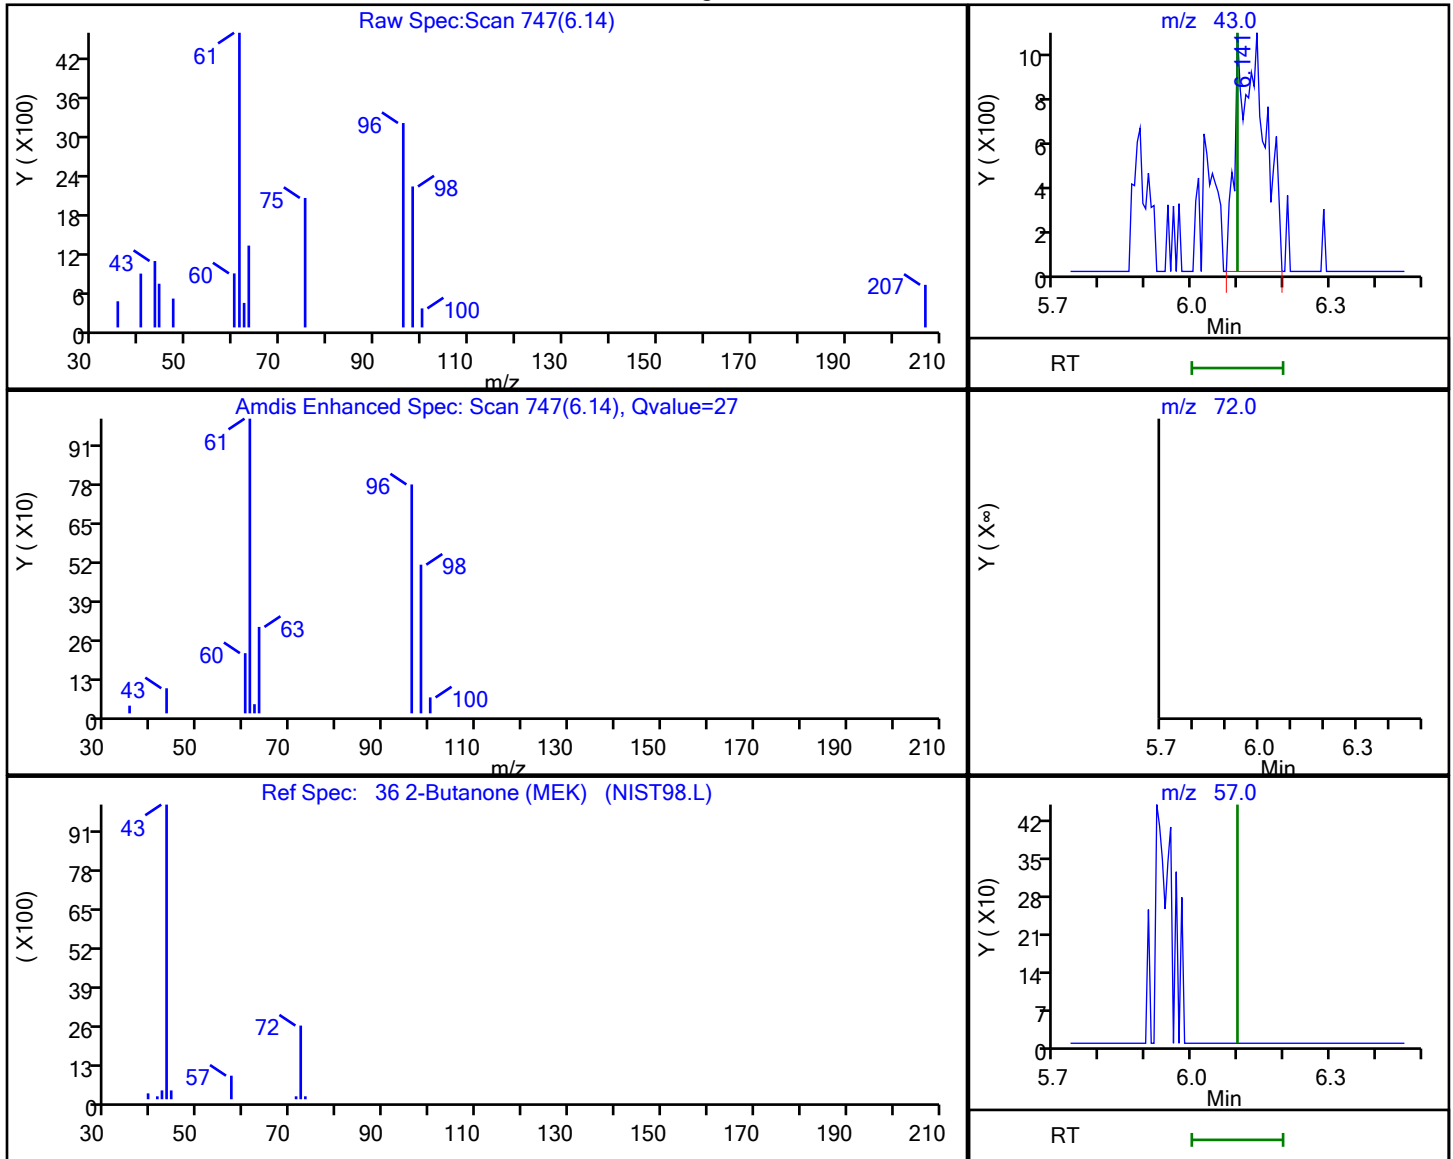 Raw Spec:Scan 747(6.14)
Y ( X100)
42
36
30
24
18
12
6
0
61
96
98
75
43
60
100
207
30 50 70 90 110 130 150 170 190 210
m/z
m/z 43.0
Y ( X100)
10
8
6
4
2
0
6.141
5.7 6.0 6.3
Min
RT
Amdis Enhanced Spec: Scan 747(6.14), Qvalue=27
Y ( X10)
91
78
65
52
39
26
13
0
61
96
98
63
60
43
100
30 50 70 90 110 130 150 170 190 210
m/z
m/z 72.0
Y ( X∞)
5.7 6.0 6.3
Min
Ref Spec: 36 2-Butanone (MEK) (NIST98.L)
( X100)
91
78
65
52
39
26
13
0
43
72
57
30 50 70 90 110 130 150 170 190 210
m/z 57.0
Y ( X10)
42
35
28
21
14
7
0
5.7 6.0 6.3
Min
RT